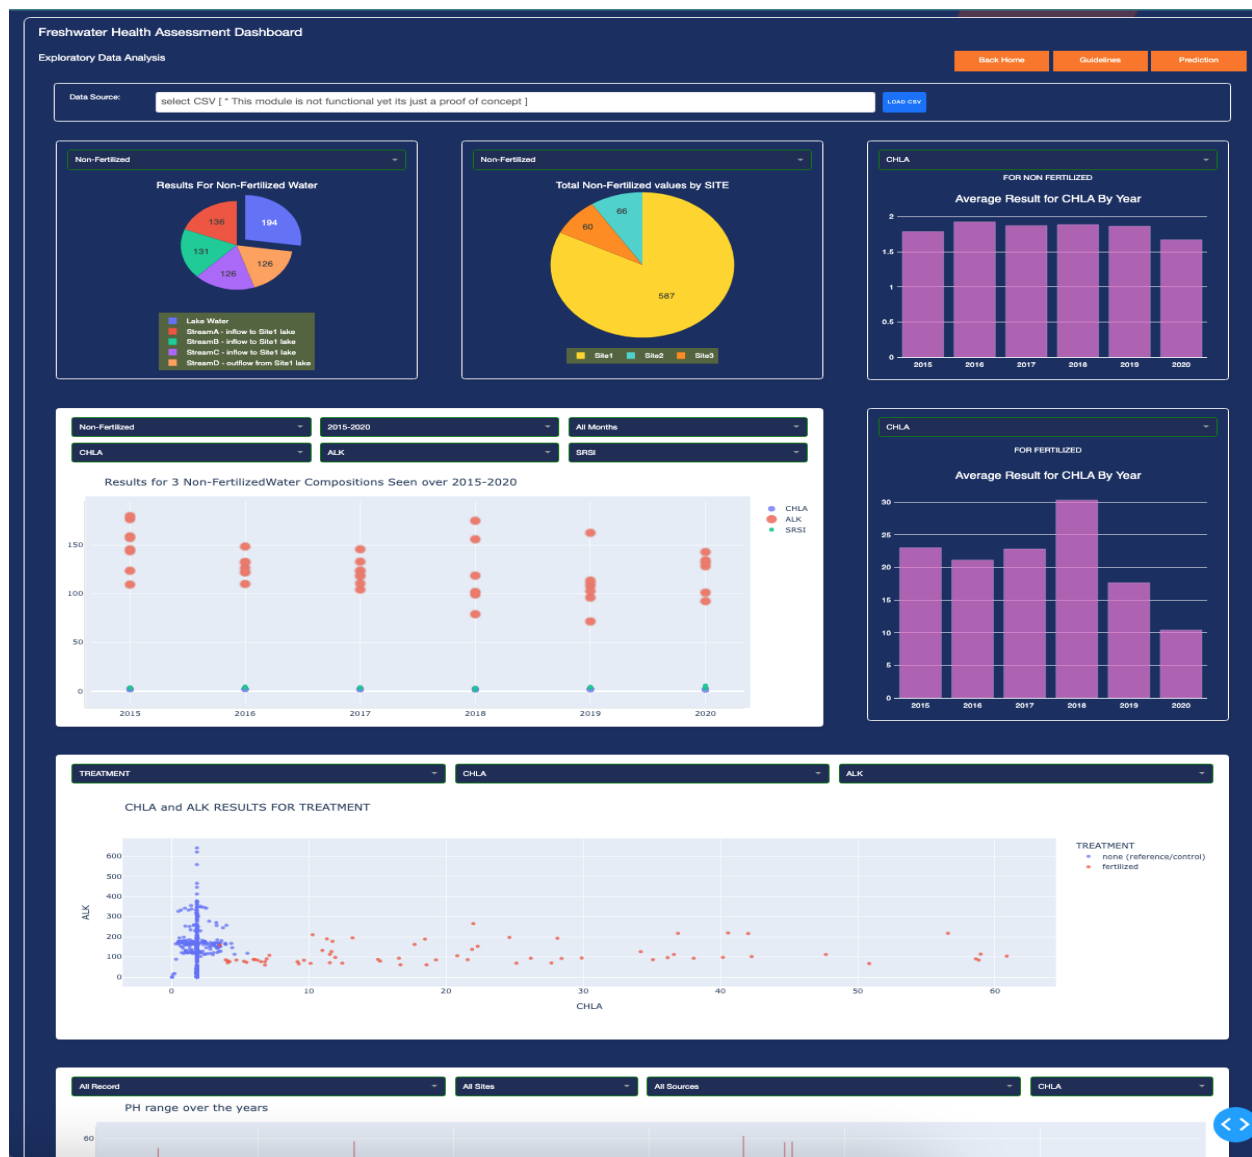 Freshwater Health Assessment Dashboard
Exploratory Data Analysis
Back Home
Guidelines
Prediction
Data Source:
select CSV [ * This module is not functional yet its just a proof of concept ]
LOAD CSV
Non-Fertilized
Results For Non-Fertilized Water
194
136
131
126
126
Lake Water
StreamA - inflow to Site1 lake
StreamB - inflow to Site1 lake
StreamC - inflow to Site1 lake
StreamD - outflow from Site1 lake
Non-Fertilized
Total Non-Fertilized values by SITE
66
60
587
Site1 Site2 Site3
CHLA
FOR NON FERTILIZED
Average Result for CHLA By Year
2
1.5
1
0.5
0
2015 2016 2017 2018 2019 2020
Non-Fertilized 2015-2020 All Months
CHLA ALK SRSI
Results for 3 Non-FertilizedWater Compositions Seen over 2015-2020
CHLA
ALK
SRSI
150
100
50
0
2015 2016 2017 2018 2019 2020
CHLA
FOR FERTILIZED
Average Result for CHLA By Year
30
25
20
15
10
5
0
2015 2016 2017 2018 2019 2020
TREATMENT CHLA ALK
CHLA and ALK RESULTS FOR TREATMENT
TREATMENT
none (reference/control)
fertilized
600
500
400
300
200
100
0
ALK
0 10 20 30 40 50 60
CHLA
All Record All Sites All Sources CHLA
PH range over the years
60